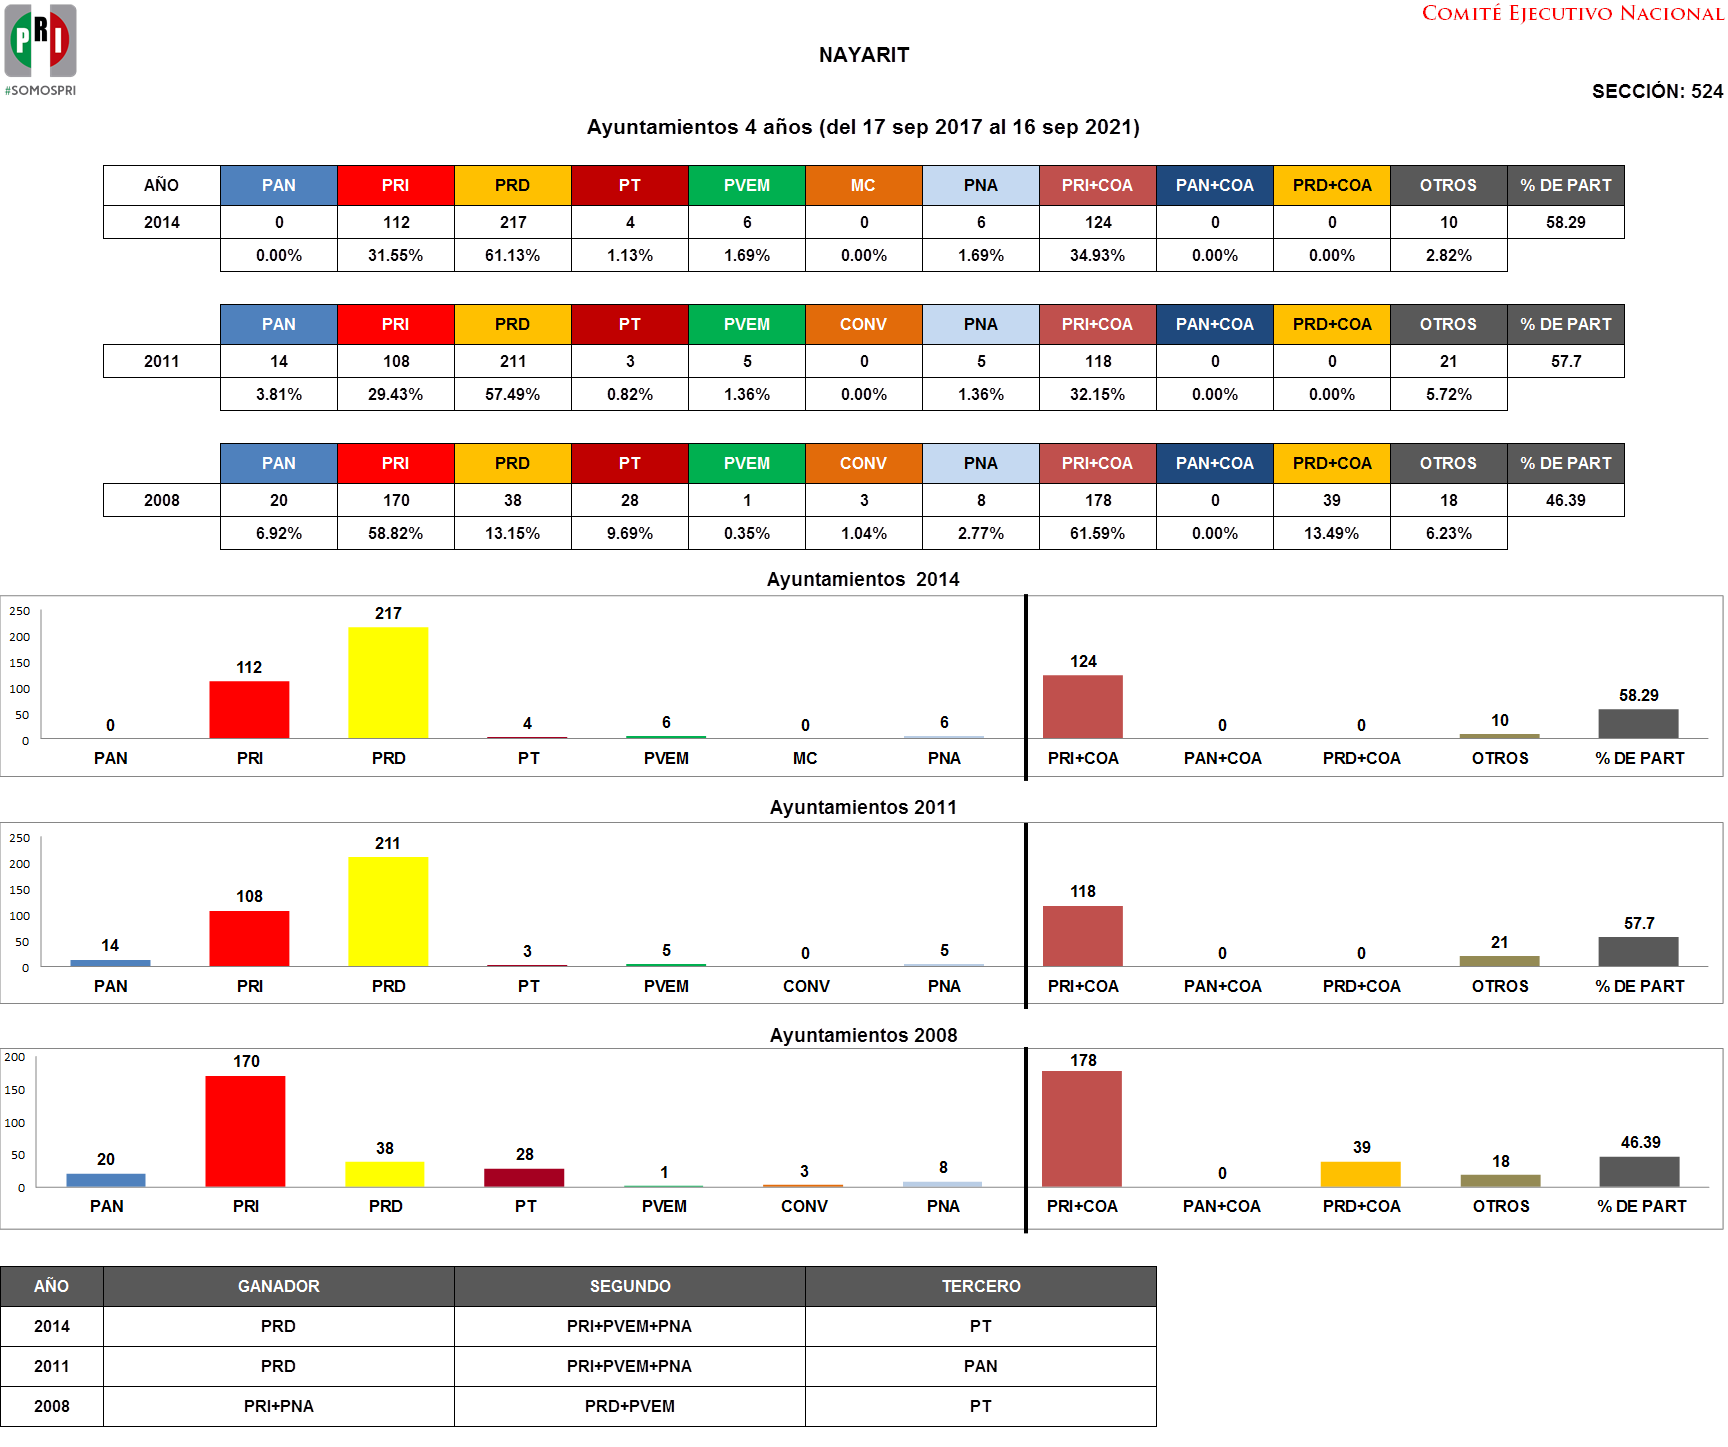 PRI
#SOMOSPRI
COMITÉ EJECUTIVO NACIONAL
NAYARIT
SECCIÓN: 524
Ayuntamientos 4 años (del 17 sep 2017 al 16 sep 2021)
AÑO PAN PRI PRD PT PVEM MC PNA PRI+COA PAN+COA PRD+COA OTROS % DE PART
2014 0 112 217 4 6 0 6 124 0 0 10 58.29
0.00% 31.55% 61.13% 1.13% 1.69% 0.00% 1.69% 34.93% 0.00% 0.00% 2.82%
PAN PRI PRD PT PVEM CONV PNA PRI+COA PAN+COA PRD+COA OTROS % DE PART
2011 14 108 211 3 5 0 5 118 0 0 21 57.7
3.81% 29.43% 57.49% 0.82% 1.36% 0.00% 1.36% 32.15% 0.00% 0.00% 5.72%
PAN PRI PRD PT PVEM CONV PNA PRI+COA PAN+COA PRD+COA OTROS % DE PART
2008 20 170 38 28 1 3 8 178 0 39 18 46.39
6.92% 58.82% 13.15% 9.69% 0.35% 1.04% 2.77% 61.59% 0.00% 13.49% 6.23%
Ayuntamientos 2014
250
200
150
100
50
0
0 112 217 4 6 0 6 124 0 0 10 58.29
PAN PRI PRD PT PVEM MC PNA PRI+COA PAN+COA PRD+COA OTROS % DE PART
Ayuntamientos 2011
250
200
150
100
50
0
14 108 211 3 5 0 5 118 0 0 21 57.7
PAN PRI PRD PT PVEM CONV PNA PRI+COA PAN+COA PRD+COA OTROS % DE PART
Ayuntamientos 2008
200
150
100
50
0
20 170 38 28 1 3 8 178 0 39 18 46.39
PAN PRI PRD PT PVEM CONV PNA PRI+COA PAN+COA PRD+COA OTROS % DE PART
AÑO GANADOR SEGUNDO TERCERO
2014 PRD PRI+PVEM+PNA PT
2011 PRD PRI+PVEM+PNA PAN
2008 PRI+PNA PRD+PVEM PT